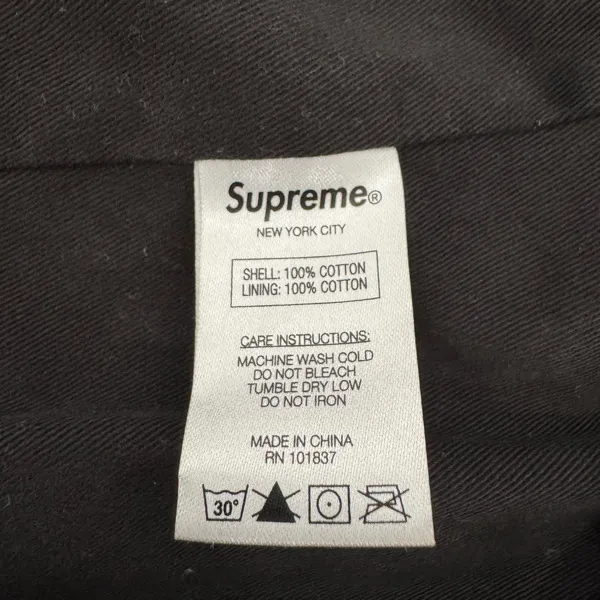 Supreme®
NEW YORK CITY
SHELL: 100% COTTON
LINING: 100% COTTON
CARE INSTRUCTIONS:
MACHINE WASH COLD
DO NOT BLEACH
TUMBLE DRY LOW
DO NOT IRON
MADE IN CHINA
RN 101837
30°